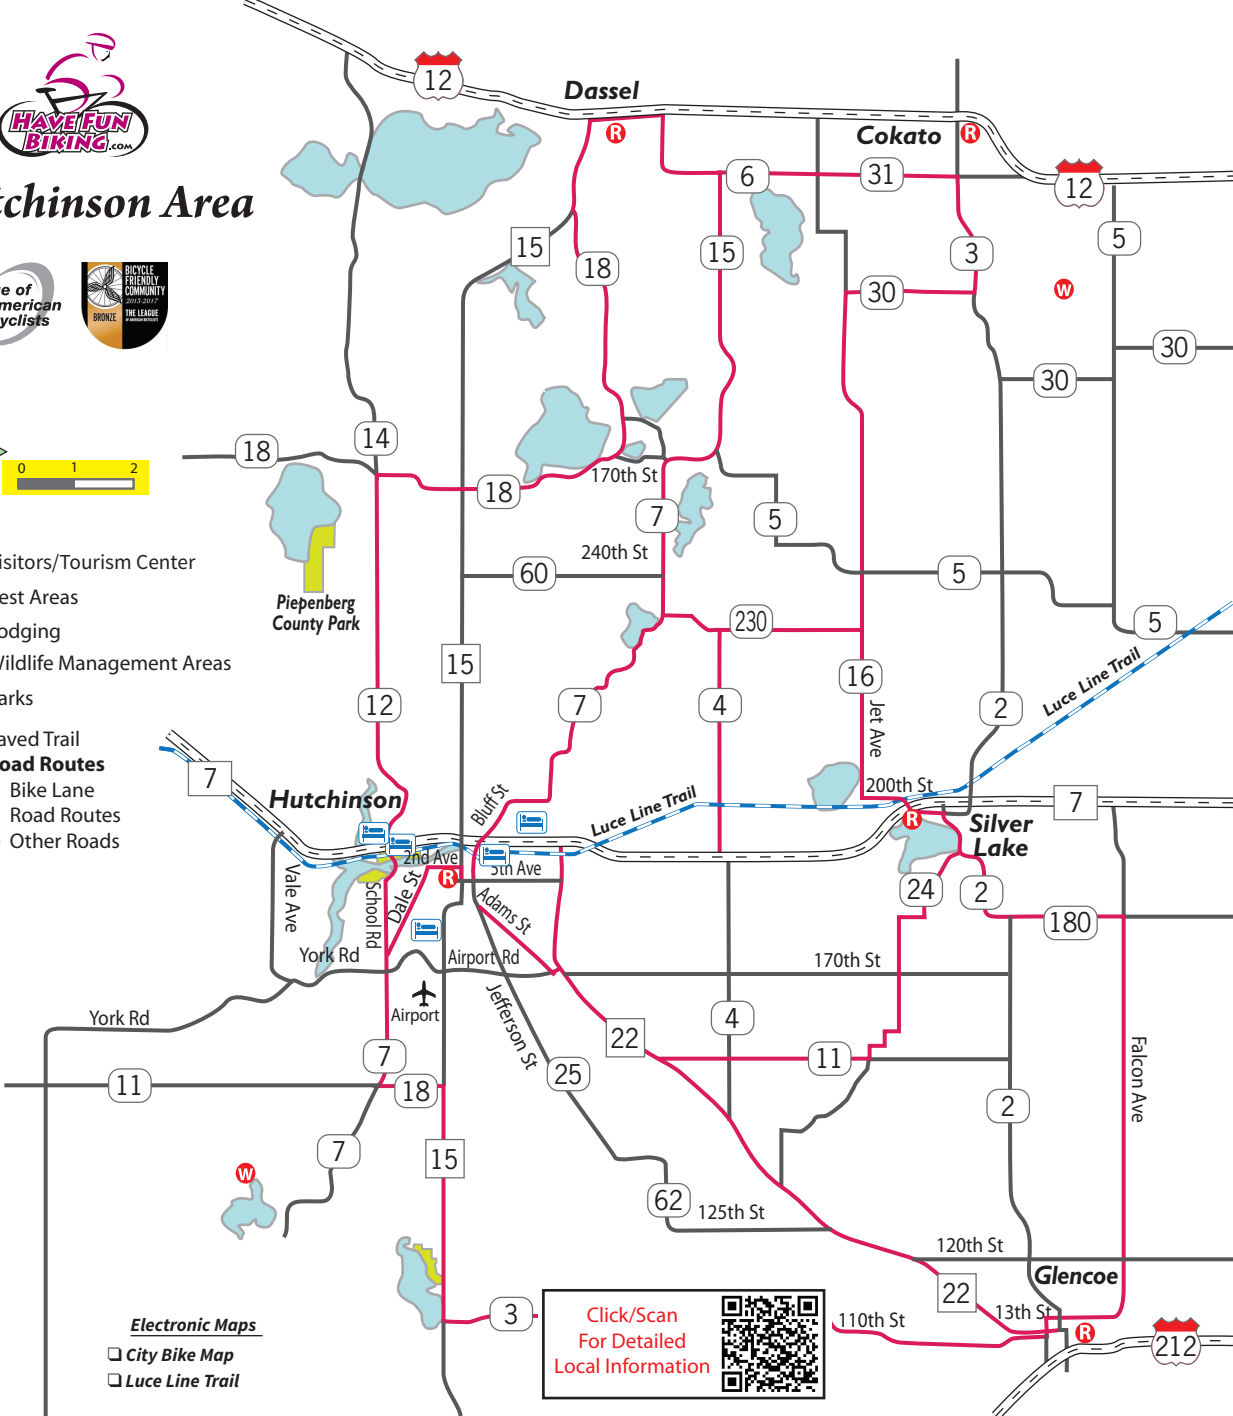 12
Dassel
R
Cokato
R
HAVE FUN
BIKING.COM
6
31
12
tchinson Area
15
18
15
3
5
e of
merican
yclists
BICYCLE
FRIENDLY
COMMUNITY
2013-2017
BRONZE
THE LEAGUE
OF AMERICAN BICYCLISTS
30
W
30
30
14
18
0 1 2
18
170th St
7
5
240th St
60
5
isitors/Tourism Center
est Areas
odging
Vildlife Management Areas
arks
Piepenberg
County Park
230
5
15
16
Luce Line Trail
12
7
4
2
Jet Ave
aved Trail
oad Routes
Bike Lane
Road Routes
Other Roads
7
Hutchinson
Bluff St
Luce Line Trail
200th St
7
R
Silver
Lake
2nd Ave
5th Ave
R
Vale Ave
School Rd
Dale St
Adams St
24
2
180
York Rd
Airport Rd
170th St
York Rd
Airport
Jefferson St
4
22
11
7
18
25
11
Falcon Ave
2
7
15
W
62
125th St
120th St
Glencoe
22
3
13th St
110th St
R
212
Click/Scan
For Detailed
Local Information
Electronic Maps
❑ City Bike Map
❑ Luce Line Trail